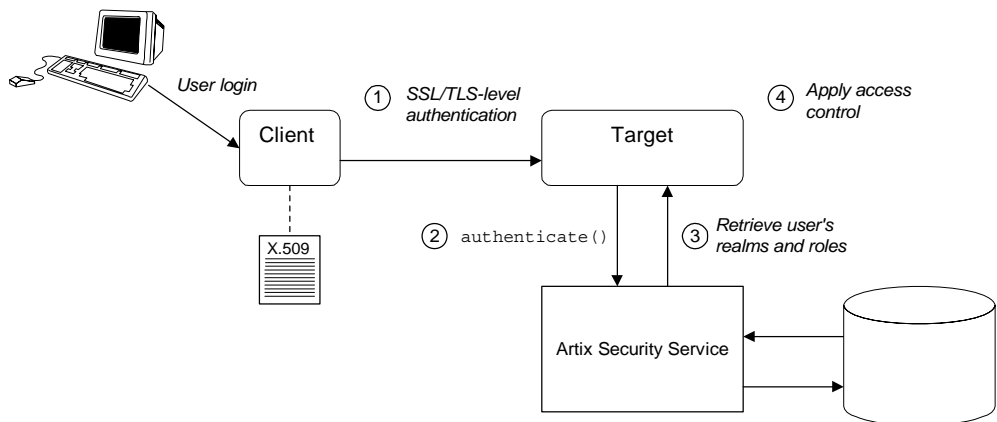 User login
1
SSL/TLS-level
authentication
4
Apply access
control
Client
Target
X.509
2
authenticate()
3
Retrieve user's
realms and roles
Artix Security Service